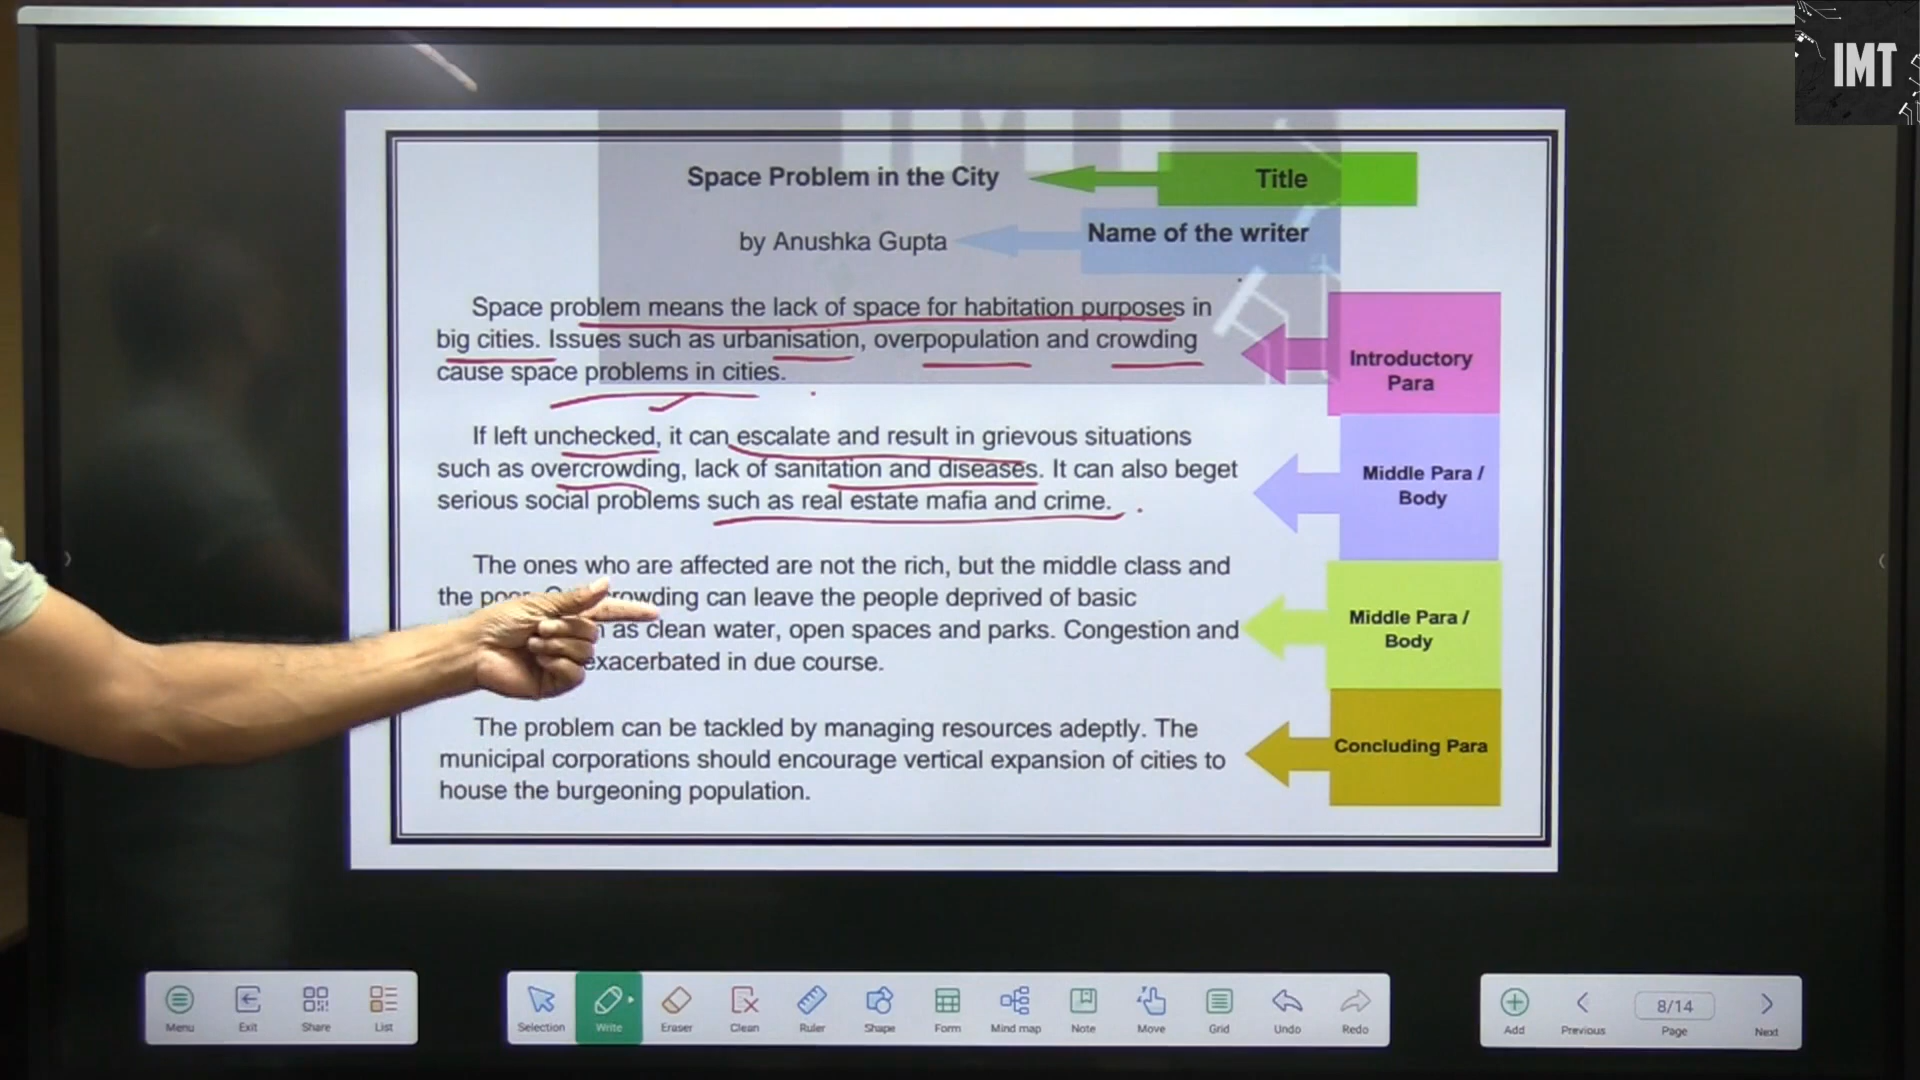 IMT
Space Problem in the City
Title
by Anushka Gupta
Name of the writer
Space problem means the lack of space for habitation purposes in
big cities. Issues such as urbanisation, overpopulation and crowding
cause space problems in cities.
Introductory
Para
If left unchecked, it can escalate and result in grievous situations
such as overcrowding, lack of sanitation and diseases. It can also beget
serious social problems such as real estate mafia and crime.
Middle Para /
Body
The ones who are affected are not the rich, but the middle class and
the can leave the people deprived of basic
as clean water, open spaces and parks. Congestion and
exacerbated in due course.
Middle Para /
Body
The problem can be tackled by managing resources adeptly. The
municipal corporations should encourage vertical expansion of cities to
house the burgeoning population.
Concluding Para
Menu Exit Share List
Selection Write Eraser Clean Ruler Shape Form Mind map Note Move Grid Undo Redo
8/14
Add Previous Page Next